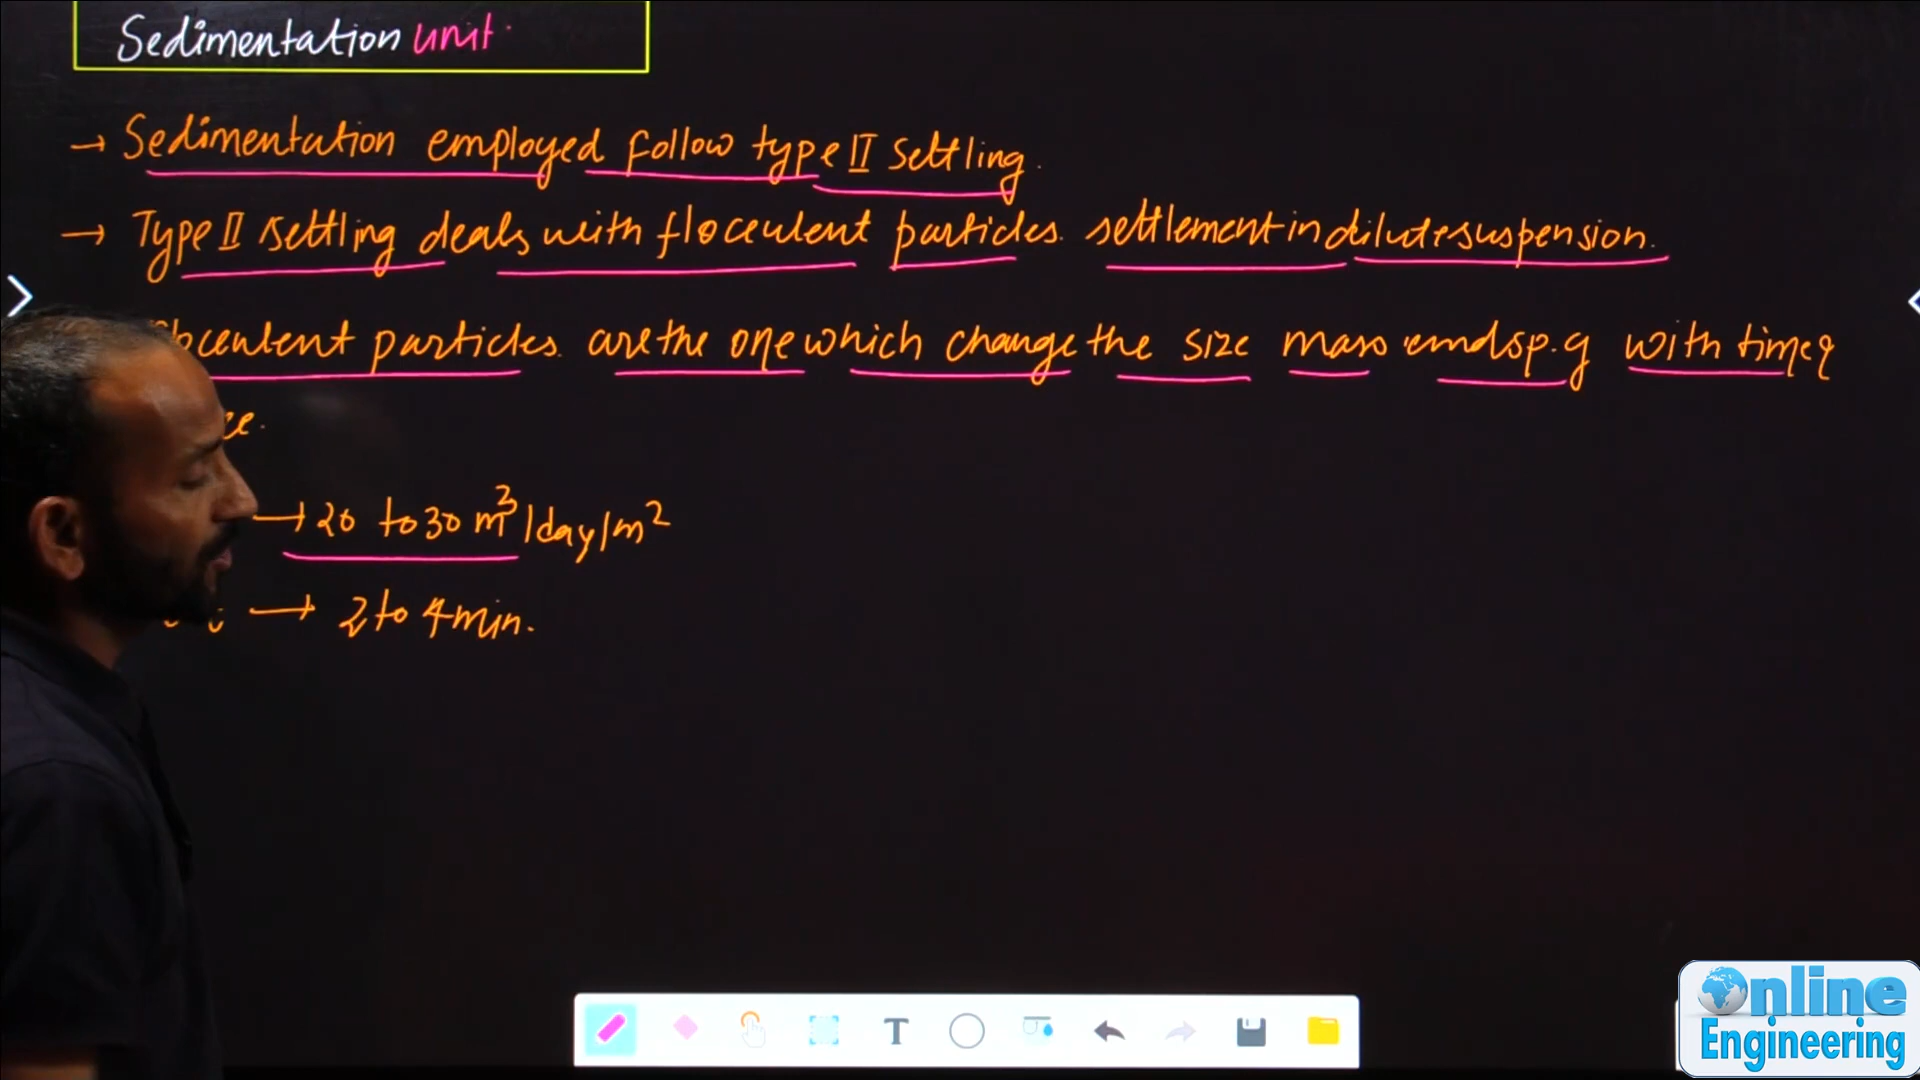 Sedimentation unit.
→ Sedimentation employed follow type II settling.
→ Type II settling deals with floceulent particles. settlement in dilute suspension.
particles. are the one which change the size mass and sp. g with time &
→ 20 to 30 m³/day/m²
→ 2 to 4 min.
T
Online
Engineering